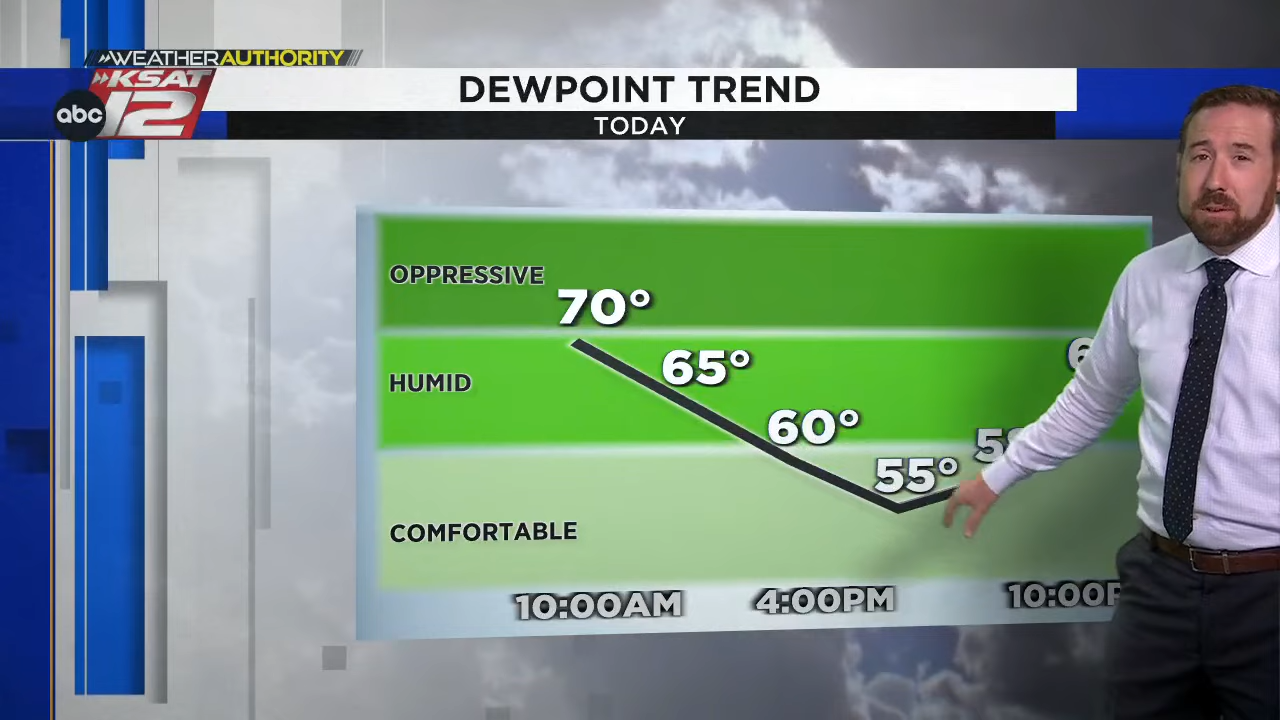 WEATHERAUTHORITY
KSAT
abc 12
DEWPOINT TREND
TODAY
OPPRESSIVE
70°
65°
HUMID
60°
55°
COMFORTABLE
10:00AM 4:00PM